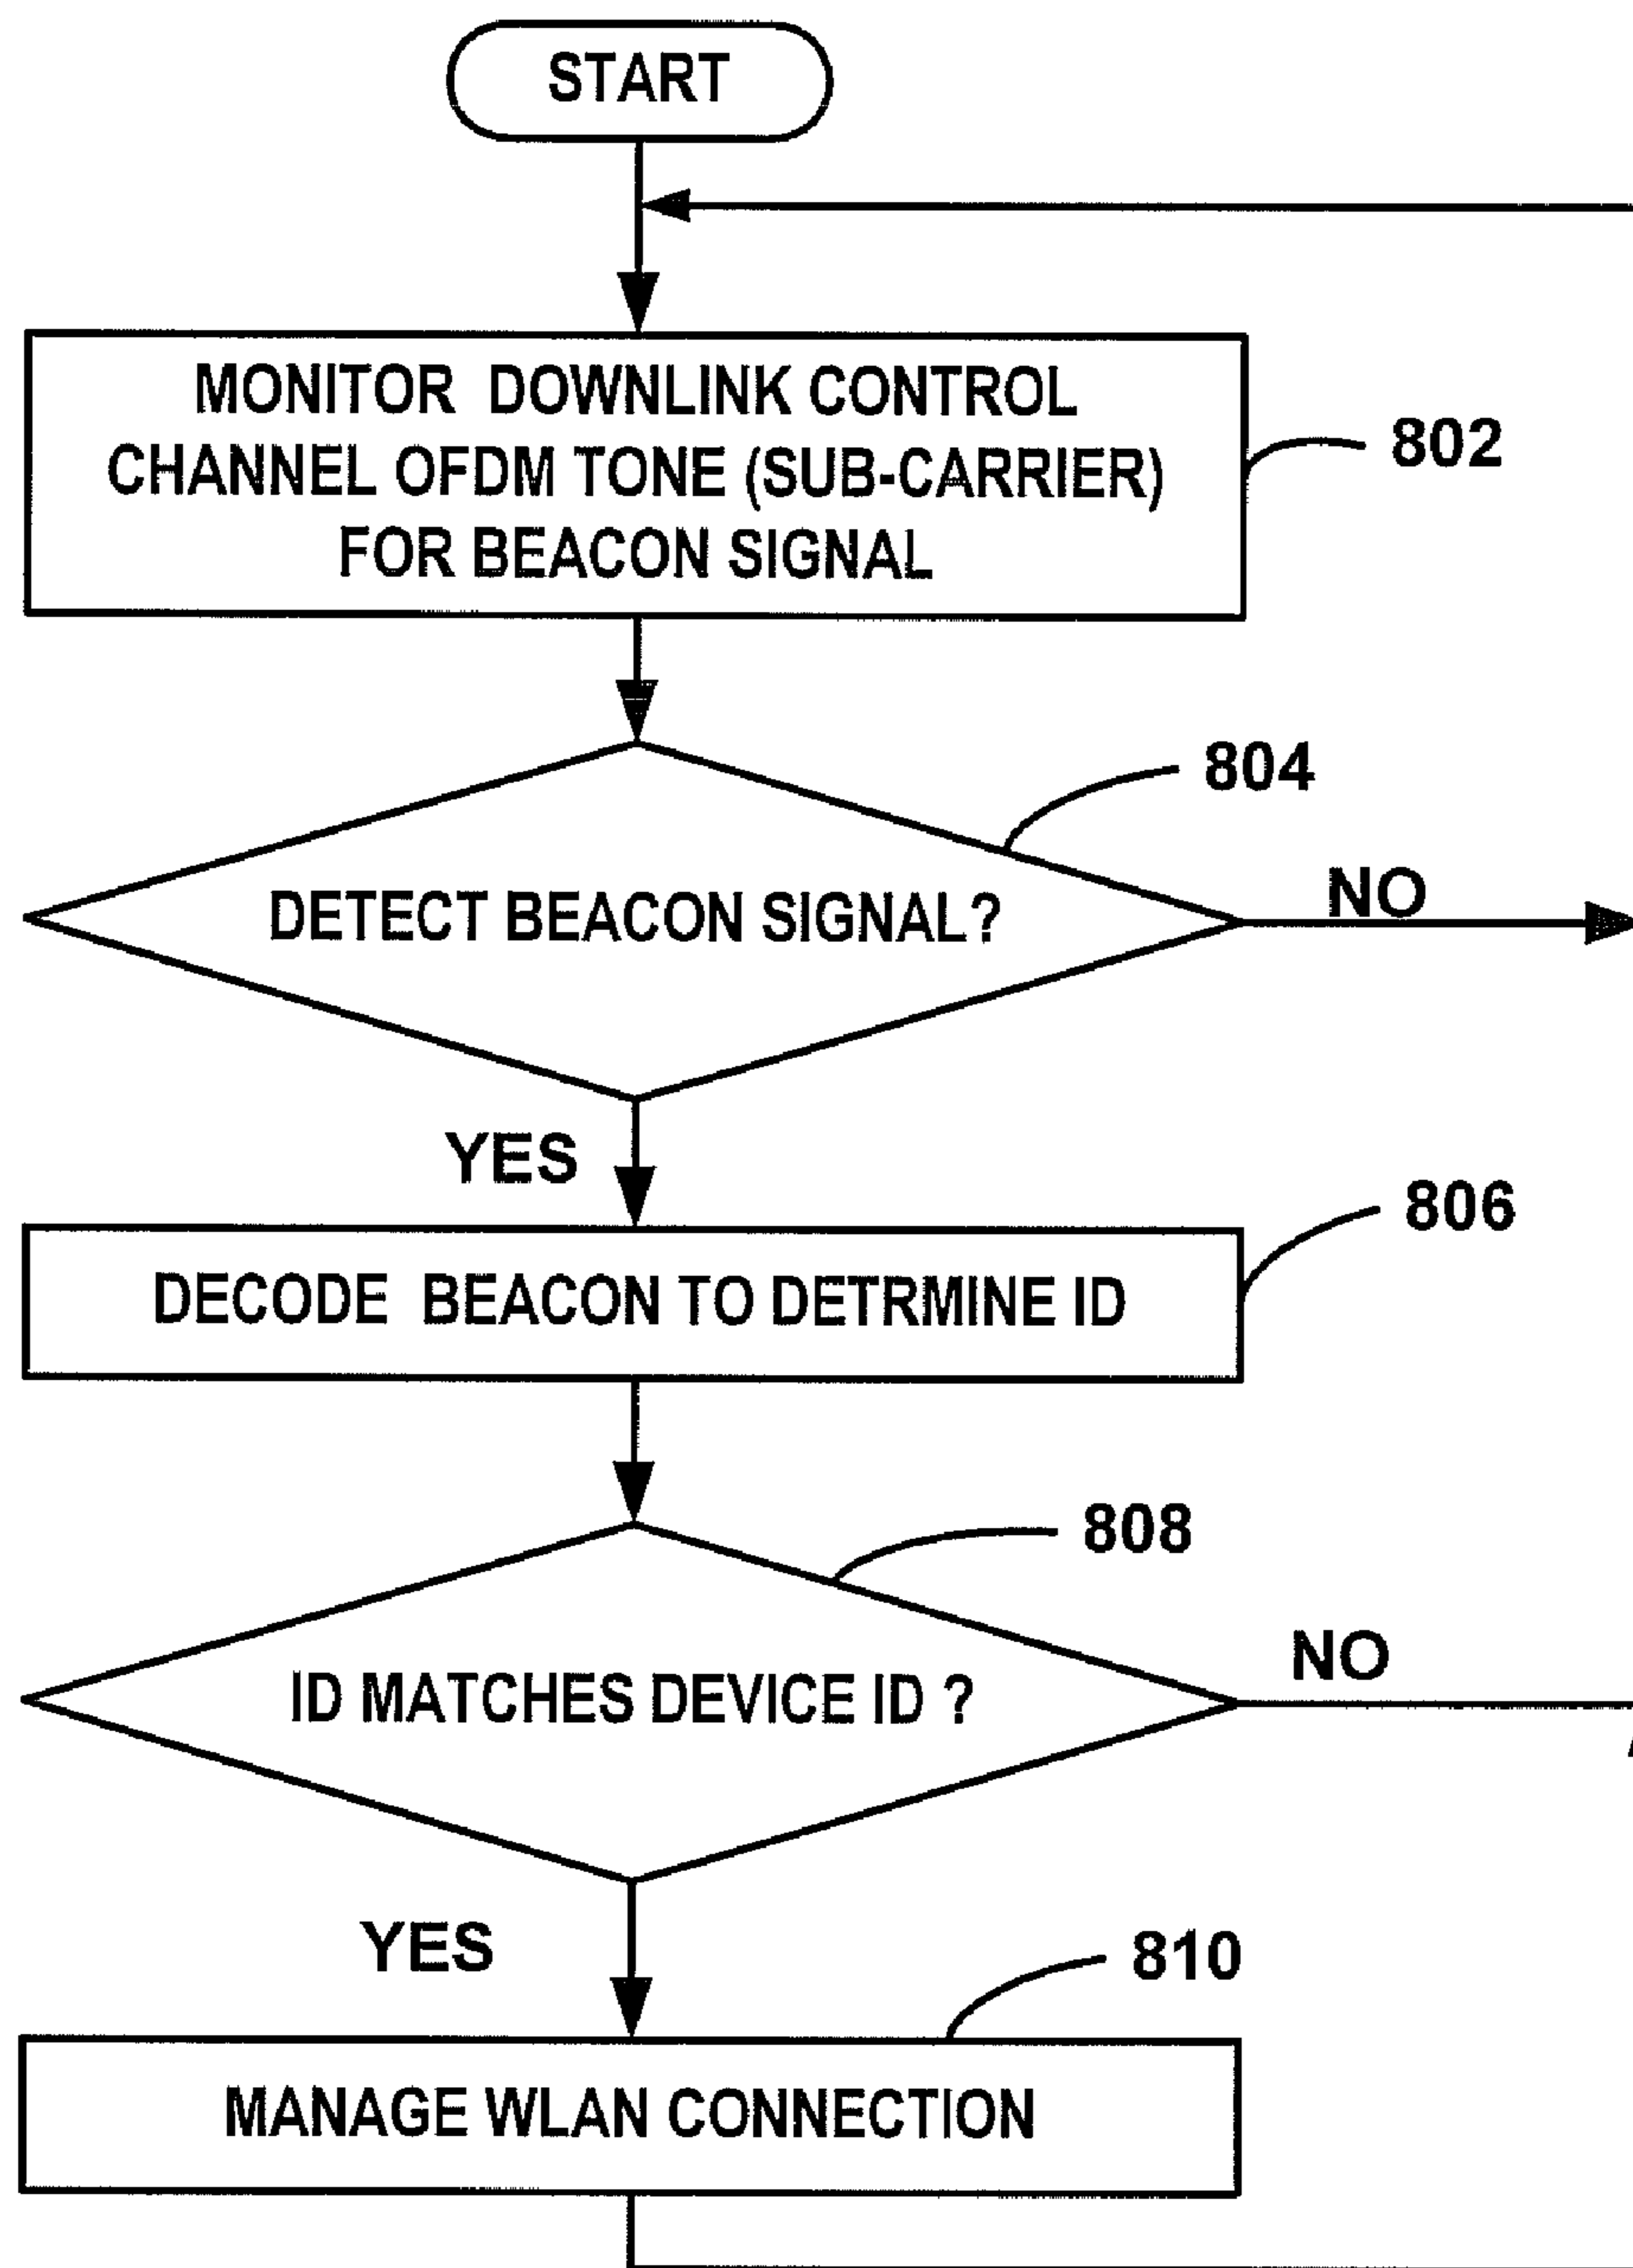 START
MONITOR DOWNLINK CONTROL
CHANNEL OFDM TONE (SUB-CARRIER)
FOR BEACON SIGNAL
802
804
DETECT BEACON SIGNAL?
NO
YES
806
DECODE BEACON TO DETRMINE ID
808
ID MATCHES DEVICE ID ?
NO
YES
810
MANAGE WLAN CONNECTION